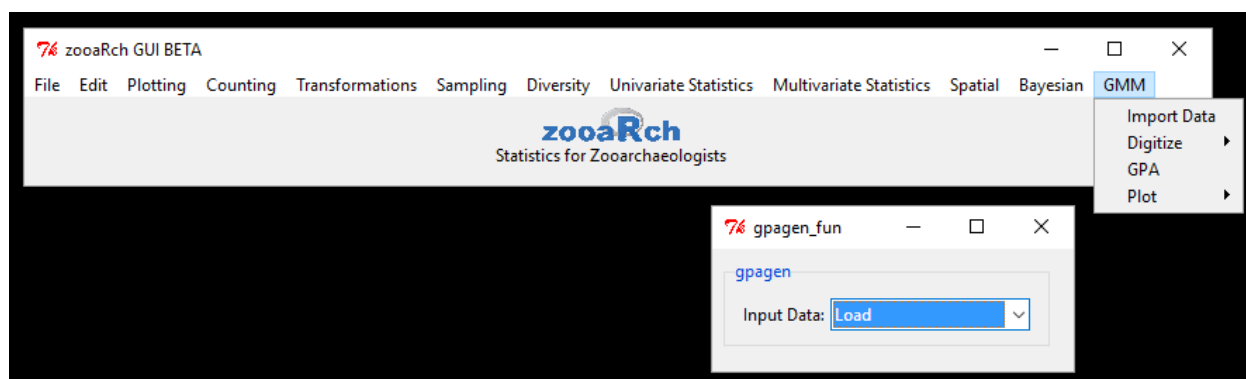 zooaRch GUI BETA
File Edit Plotting Counting Transformations Sampling Diversity Univariate Statistics Multivariate Statistics Spatial Bayesian GMM
zooaRch
Statistics for Zooarchaeologists
Import Data
Digitize
GPA
Plot
gpagen_fun
gpagen
Input Data: Load